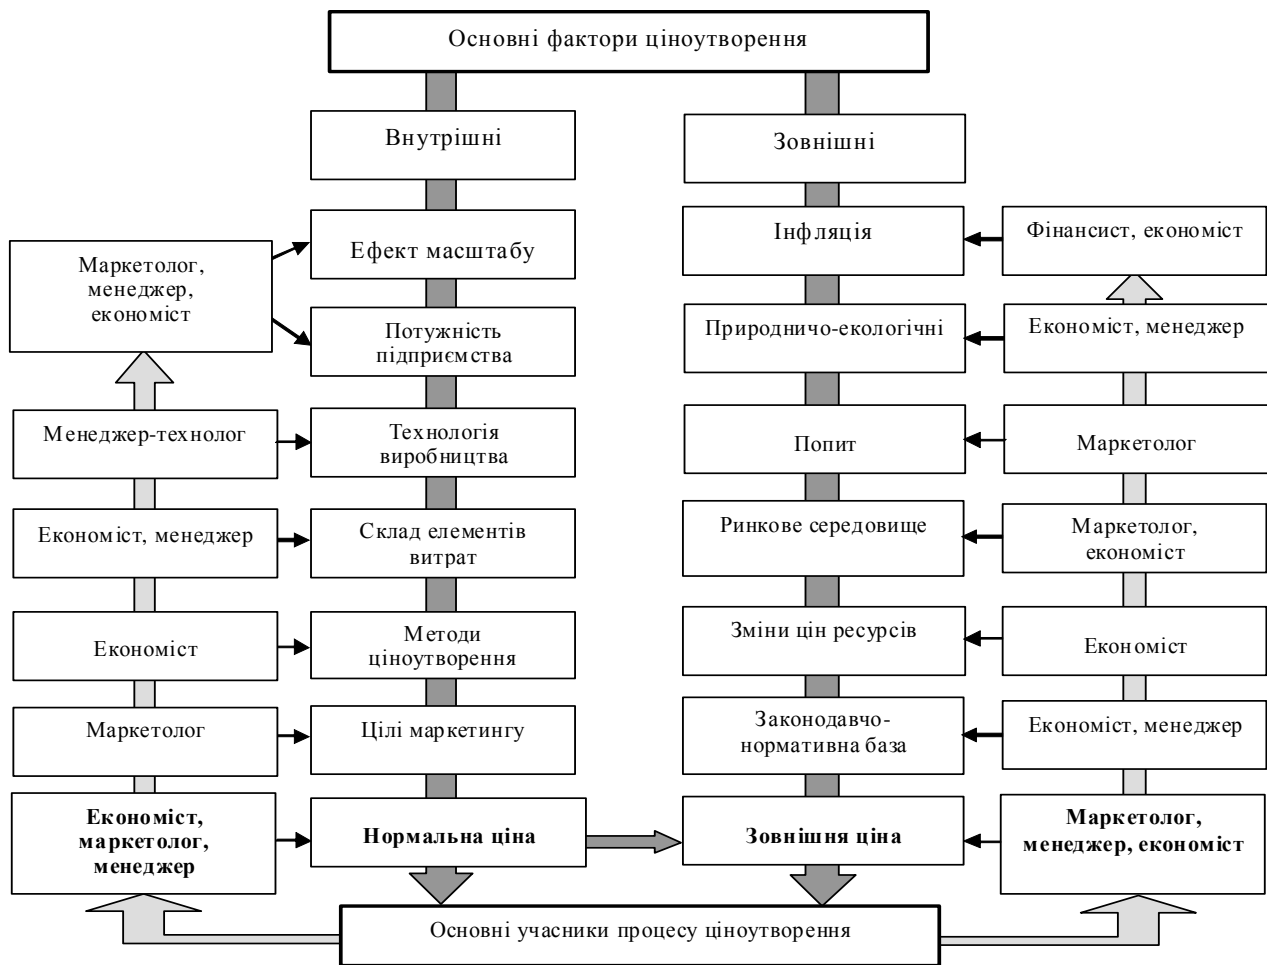 Основні фактори ціноутворення
Внутрішні
Зовнішні
Маркетолог,
менеджер,
економіст
Ефект масштабу
Інфляція
Фінансист, економіст
Потужність
підприємства
Природничо-екологічні
Економіст, менеджер
Менеджер-технолог
Технологія
виробництва
Попит
Маркетолог
Економіст, менеджер
Склад елементів
витрат
Ринкове середовище
Маркетолог,
економіст
Економіст
Методи
ціноутворення
Зміни цін ресурсів
Економіст
Маркетолог
Цілі маркетингу
Законодавчо-
нормативна база
Економіст, менеджер
Економіст,
маркетолог,
менеджер
Нормальна ціна
Зовнішня ціна
Маркетолог,
менеджер, економіст
Основні учасники процесу ціноутворення